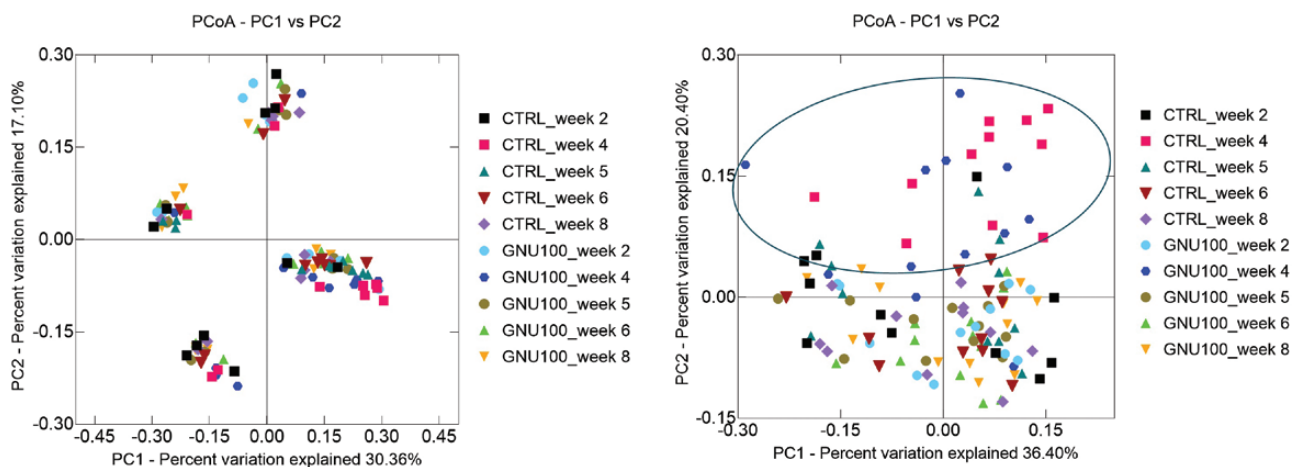 PCoA - PC1 vs PC2
0.30
0.15
0.00
-0.15
-0.30
PC2 - Percent variation explained 17.10%
-0.45 -0.30 -0.15 0.00 0.15 0.30 0.45
PC1 - Percent variation explained 30.36%
CTRL_week 2
CTRL_week 4
CTRL_week 5
CTRL_week 6
CTRL_week 8
GNU100_week 2
GNU100_week 4
GNU100_week 5
GNU100_week 6
GNU100_week 8
PCoA - PC1 vs PC2
0.30
0.15
0.00
-0.15
PC2 - Percent variation explained 20.40%
-0.30 -0.15 0.00 0.15
PC1 - Percent variation explained 36.40%
CTRL_week 2
CTRL_week 4
CTRL_week 5
CTRL_week 6
CTRL_week 8
GNU100_week 2
GNU100_week 4
GNU100_week 5
GNU100_week 6
GNU100_week 8